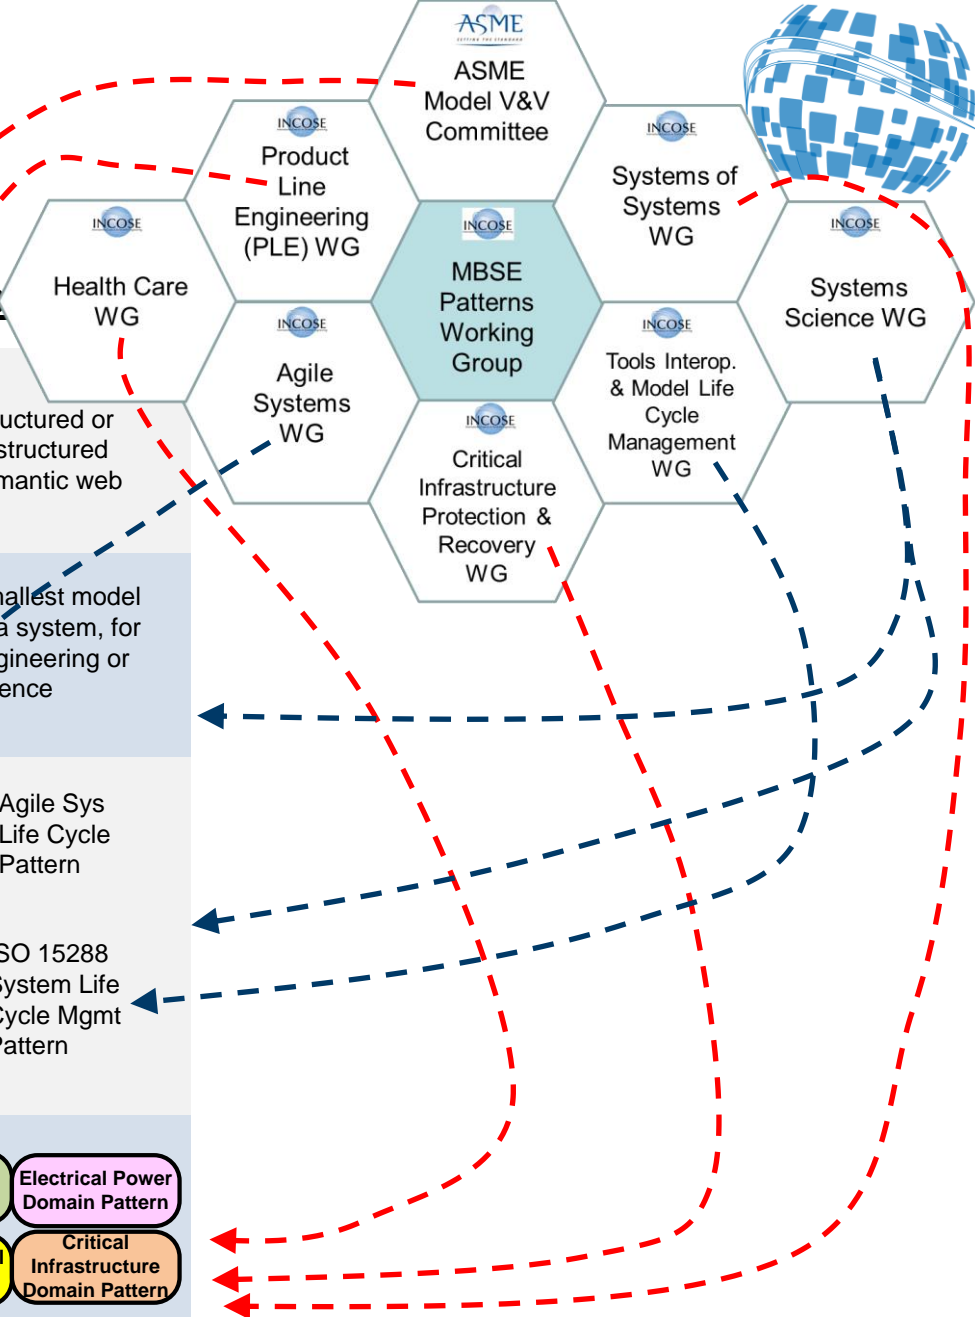 ASME
SETTING THE STANDARD
ASME
Model V&V
Committee
INCOSE
Product
Line
Engineering
(PLE) WG
INCOSE
Systems of
Systems
WG
INCOSE
Health Care
WG
INCOSE
MBSE
Patterns
Working
Group
INCOSE
Systems
Science WG
INCOSE
Agile
Systems
WG
INCOSE
Tools Interop.
& Model Life
Cycle
Management
WG
INCOSE
Critical
Infrastructure
Protection &
Recovery
WG
uctured or
structured
mantic web
nallest model
a system, for
gineering or
ence
Agile Sys
Life Cycle
Pattern
SO 15288
System Life
Cycle Mgmt
Pattern
Electrical Power
Domain Pattern
Critical
Infrastructure
Domain Pattern